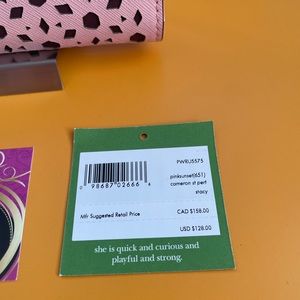 PWRU5575
pinksunset(651)
cameron st perf
stacy
0 98687 02666 6
Mfr Suggested Retail Price
CAD $158.00
USD $128.00
she is quick and curious and
playful and strong.